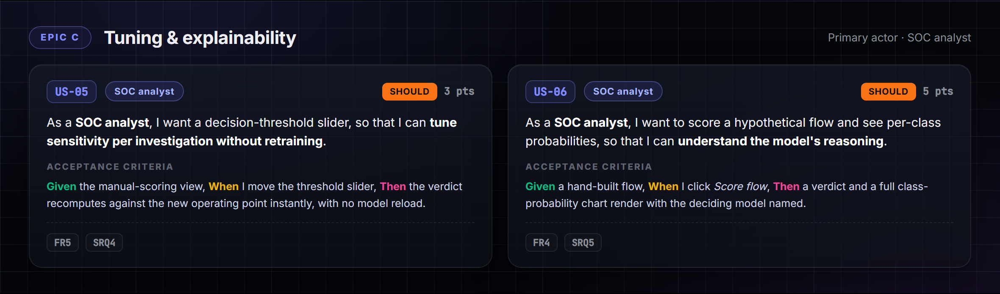 EPIC C
Tuning & explainability
Primary actor · SOC analyst
US-05
SOC analyst
SHOULD
3 pts
As a SOC analyst, I want a decision-threshold slider, so that I can tune
sensitivity per investigation without retraining.
ACCEPTANCE CRITERIA
Given the manual-scoring view, When I move the threshold slider, Then the verdict
recomputes against the new operating point instantly, with no model reload.
FR5
SRQ4
US-06
SOC analyst
SHOULD
5 pts
As a SOC analyst, I want to score a hypothetical flow and see per-class
probabilities, so that I can understand the model's reasoning.
ACCEPTANCE CRITERIA
Given a hand-built flow, When I click Score flow, Then a verdict and a full class-
probability chart render with the deciding model named.
FR4
SRQ5